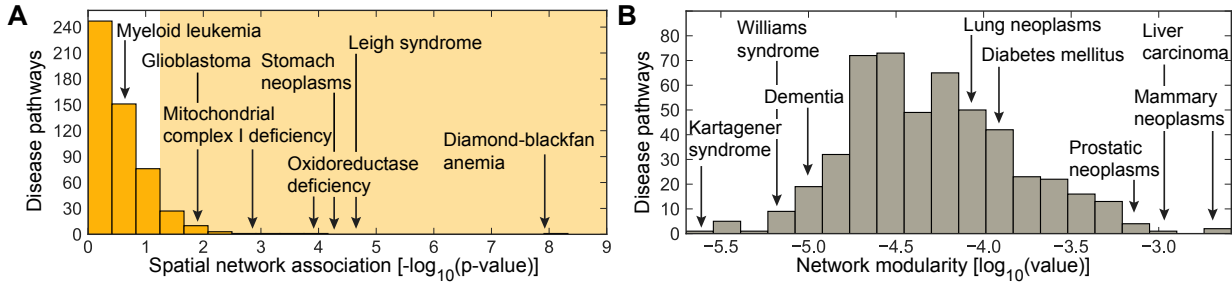 A
Disease pathways
240
210
180
150
120
90
60
30
0
Myeloid leukemia
Glioblastoma
Stomach
neoplasms
Leigh syndrome
Mitochondrial
complex I deficiency
Oxidoreductase
deficiency
Diamond-blackfan
anemia
0 1 2 3 4 5 6 7 8 9
Spatial network association [-log10(p-value)]
B
Disease pathways
80
70
60
50
40
30
20
10
0
Williams
syndrome
Dementia
Kartagener
syndrome
Lung neoplasms
Diabetes mellitus
Liver
carcinoma
Mammary
neoplasms
Prostatic
neoplasms
−5.5 −5.0 −4.5 −4.0 −3.5 −3.0
Network modularity [log10(value)]